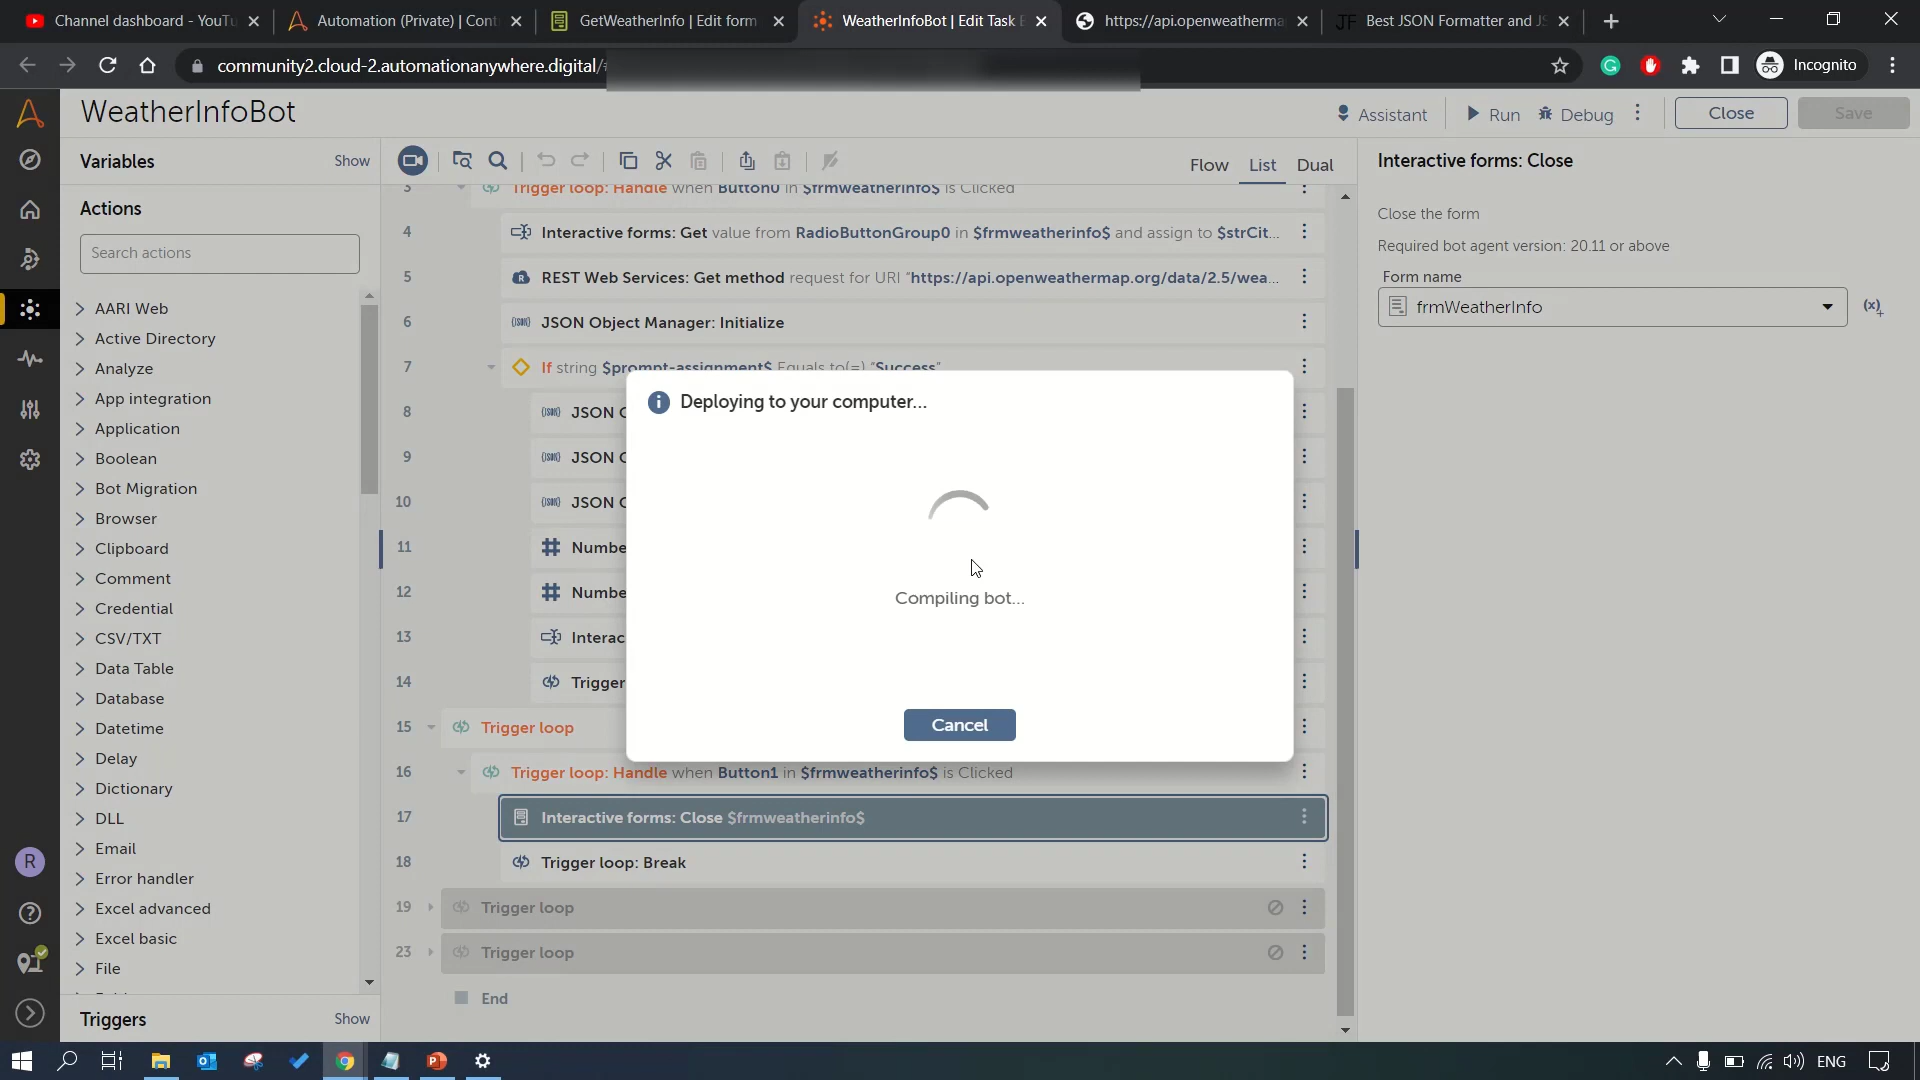 Channel dashboard - YouTu
Automation (Private) | Cont
GetWeatherInfo | Edit form
WeatherInfoBot | Edit Task B
https://api.openweatherma
Best JSON Formatter and JS
community2.cloud-2.automationanywhere.digital/#
Incognito
WeatherInfoBot
Assistant
Run
Debug
Close
Save
Variables
Show
Flow
List
Dual
Interactive forms: Close
Actions
Search actions
Close the form
Required bot agent version: 20.11 or above
Form name
frmWeatherInfo
AARI Web
Active Directory
Analyze
App integration
Application
Boolean
Bot Migration
Browser
Clipboard
Comment
Credential
CSV/TXT
Data Table
Database
Datetime
Delay
Dictionary
DLL
Email
Error handler
Excel advanced
Excel basic
File
Triggers
Show
3 Trigger loop: Handle when Button0 in $frmweatherinfo$ is Clicked
4 Interactive forms: Get value from RadioButtonGroup0 in $frmweatherinfo$ and assign to $strCit...
5 REST Web Services: Get method request for URI "https://api.openweathermap.org/data/2.5/wea...
6 JSON Object Manager: Initialize
7 If string $prompt-assignment$ Equals to(=) "Success"
8 JSON O
9 JSON O
10 JSON O
11 Numbe
12 Numbe
13 Interac
14 Trigger
15 Trigger loop
16 Trigger loop: Handle when Button1 in $frmweatherinfo$ is Clicked
17 Interactive forms: Close $frmweatherinfo$
18 Trigger loop: Break
19 Trigger loop
23 Trigger loop
End
Deploying to your computer...
Compiling bot...
Cancel
R
ENG